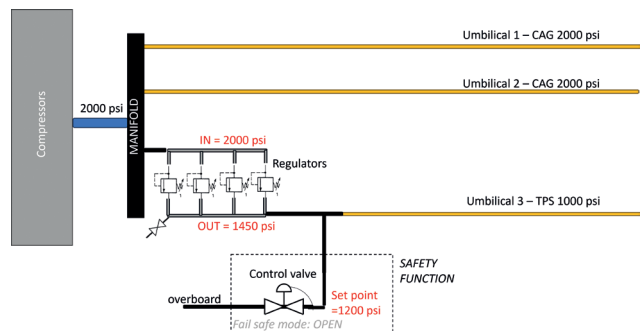 Umbilical 1 – CAG 2000 psi
Umbilical 2 – CAG 2000 psi
2000 psi
Compressors
MANIFOLD
IN = 2000 psi
Regulators
OUT = 1450 psi
Umbilical 3 – TPS 1000 psi
SAFETY
FUNCTION
Control valve
Set point
=1200 psi
overboard
Fail safe mode: OPEN